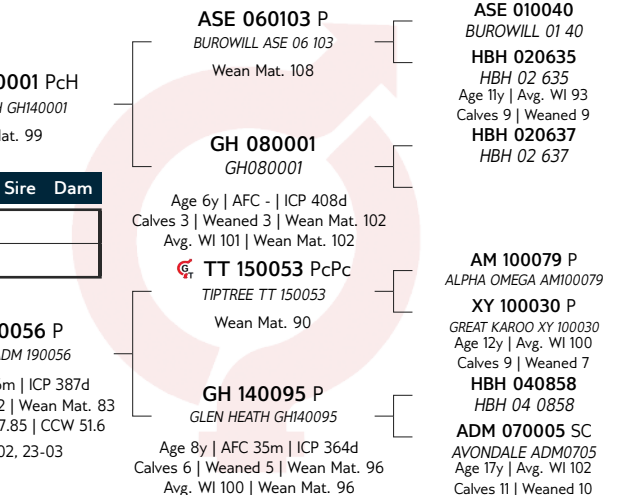 0001 PcH
GH140001
at. 99
Sire Dam
0056 P
ADM 190056
m | ICP 387d
2 | Wean Mat. 83
7.85 | CCW 51.6
02, 23-03
ASE 060103 P
BUROWILL ASE 06 103
Wean Mat. 108
GH 080001
GH080001
Age 6y | AFC - | ICP 408d
Calves 3 | Weaned 3 | Wean Mat. 102
Avg. WI 101 | Wean Mat. 102
TT 150053 PcPc
TIPTREE TT 150053
Wean Mat. 90
GH 140095 P
GLEN HEATH GH140095
Age 8y | AFC 35m | ICP 364d
Calves 6 | Weaned 5 | Wean Mat. 96
Avg. WI 100 | Wean Mat. 96
ASE 010040
BUROWILL 01 40
HBH 020635
HBH 02 635
Age 11y | Avg. WI 93
Calves 9 | Weaned 9
HBH 020637
HBH 02 637
AM 100079 P
ALPHA OMEGA AM100079
XY 100030 P
GREAT KAROO XY 100030
Age 12y | Avg. WI 100
Calves 9 | Weaned 7
HBH 040858
HBH 04 0858
ADM 070005 SC
AVONDALE ADM0705
Age 17y | Avg. WI 102
Calves 11 | Weaned 10